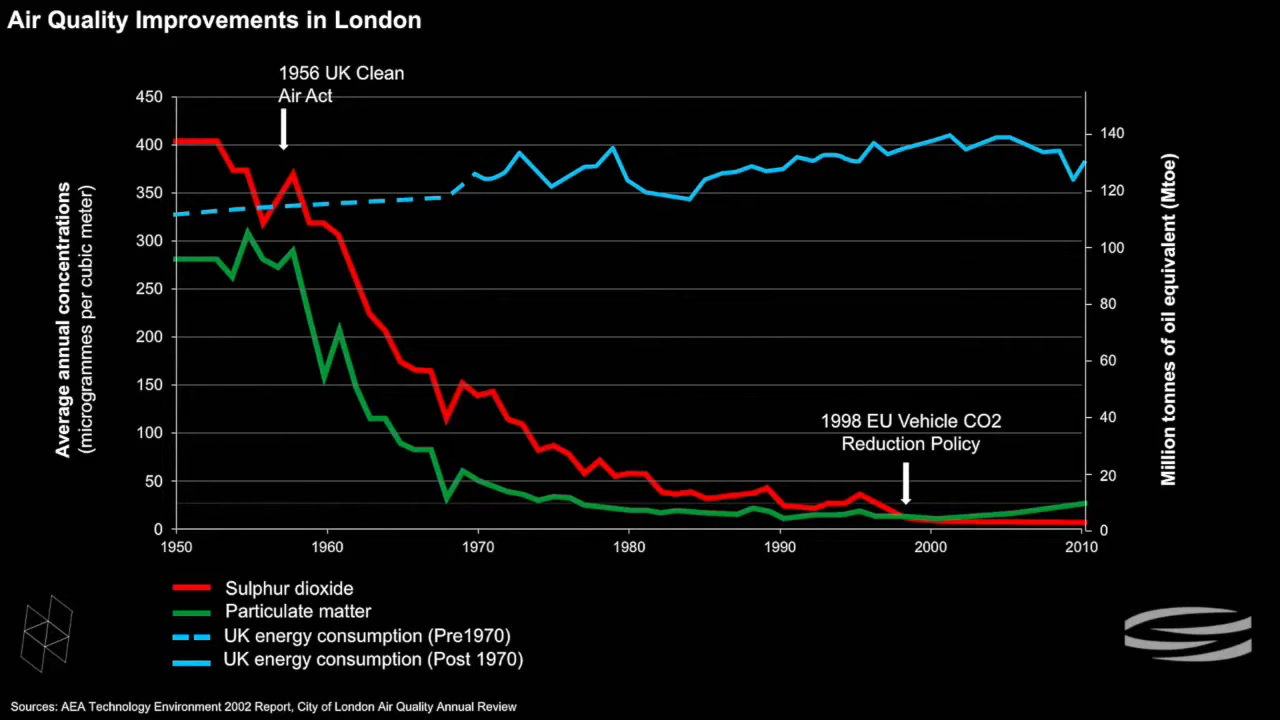 Air Quality Improvements in London
1956 UK Clean
Air Act
450
400
350
300
250
200
150
100
50
0
Average annual concentrations
(microgrammes per cubic meter)
140
120
100
80
60
40
20
0
Million tonnes of oil equivalent (Mtoe)
1998 EU Vehicle CO2
Reduction Policy
1950 1960 1970 1980 1990 2000 2010
Sulphur dioxide
Particulate matter
UK energy consumption (Pre1970)
UK energy consumption (Post 1970)
Sources: AEA Technology Environment 2002 Report, City of London Air Quality Annual Review